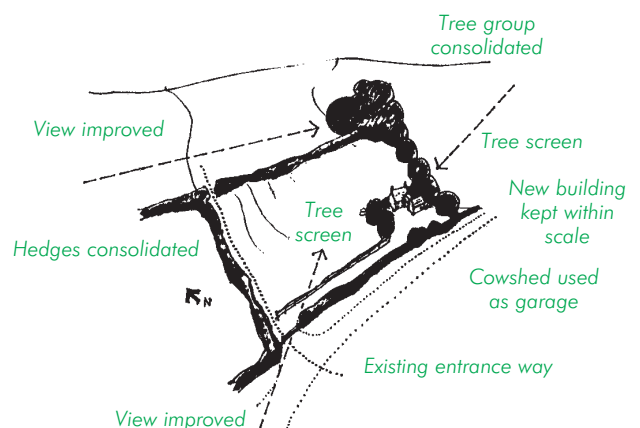 Tree group
consolidated
View improved
Tree screen
New building
kept within
scale
Tree
screen
Hedges consolidated
Cowshed used
as garage
N
Existing entrance way
View improved